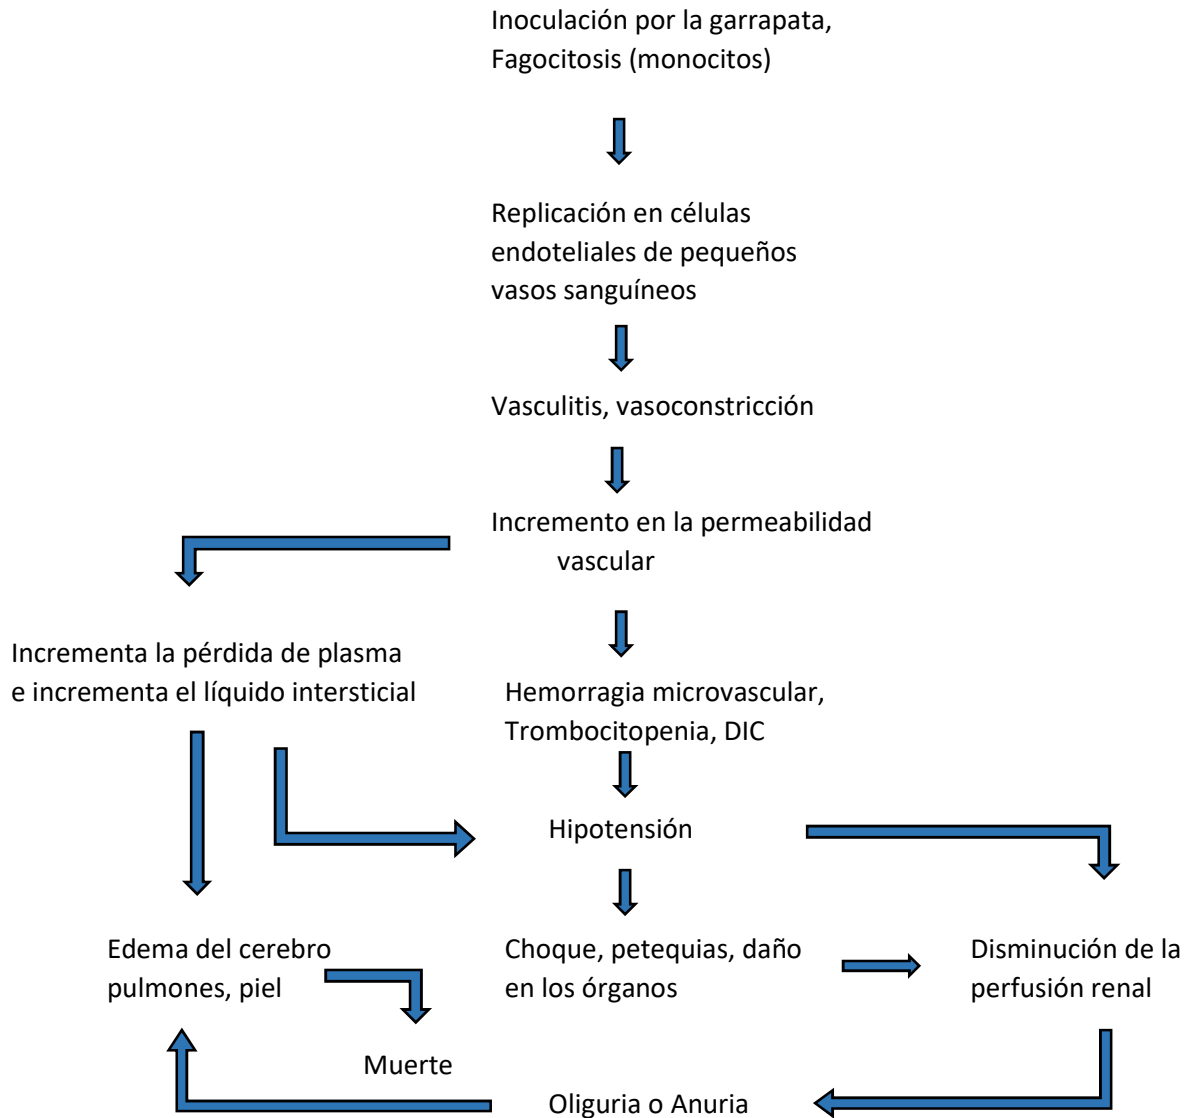 Inoculación por la garrapata,
Fagocitosis (monocitos)
Replicación en células
endoteliales de pequeños
vasos sanguíneos
Vasculitis, vasoconstricción
Incremento en la permeabilidad
vascular
Incrementa la pérdida de plasma
e incrementa el líquido intersticial
Hemorragia microvascular,
Trombocitopenia, DIC
Hipotensión
Edema del cerebro
pulmones, piel
Choque, petequias, daño
en los órganos
Disminución de la
perfusión renal
Muerte
Oliguria o Anuria